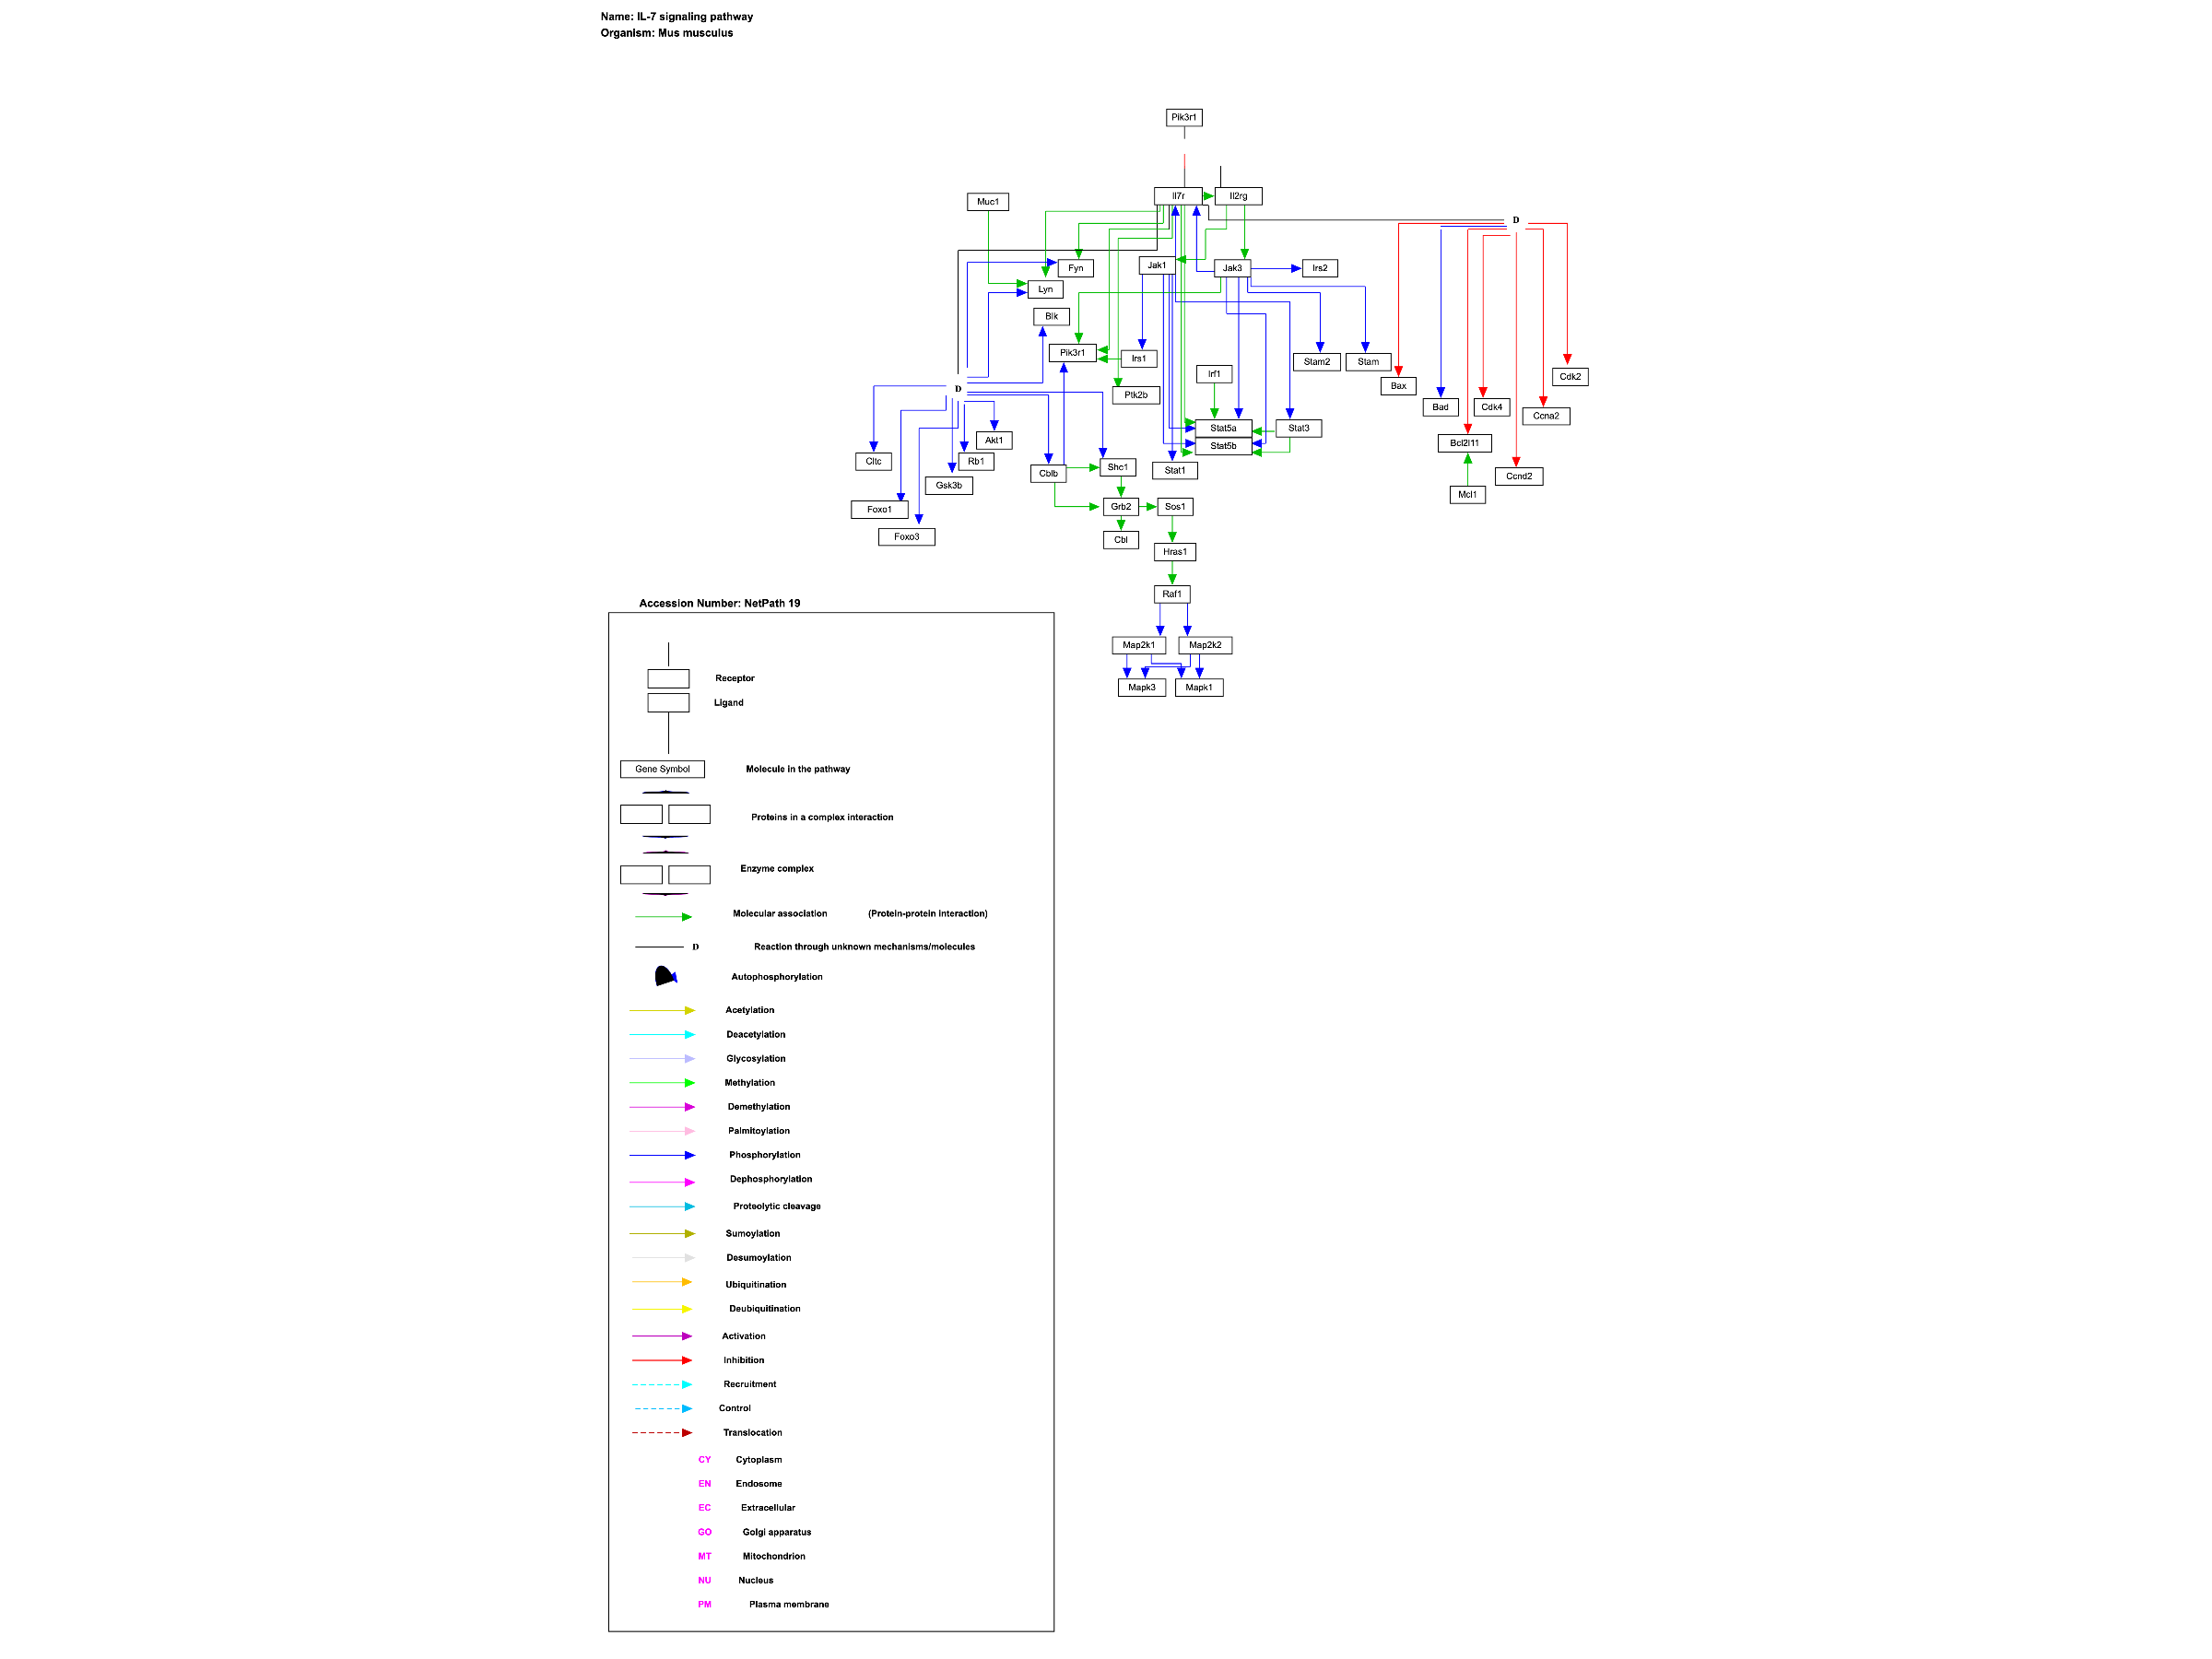 Name: IL-7 signaling pathway
Organism: Mus musculus
Pik3r1
Il7r
Il2rg
Muc1
D
Fyn
Jak1
Jak3
Irs2
Lyn
Blk
Pik3r1
Irs1
Stam2
Stam
Irf1
Bax
Cdk2
D
Ptk2b
Bad
Cdk4
Ccna2
Akt1
Stat5a
Stat3
Stat5b
Bcl2l11
Cltc
Rb1
Cblb
Shc1
Stat1
Ccnd2
Gsk3b
Mcl1
Foxo1
Grb2
Sos1
Foxo3
Cbl
Hras1
Raf1
Map2k1
Map2k2
Mapk3
Mapk1
Accession Number: NetPath 19
Receptor
Ligand
Gene Symbol
Molecule in the pathway
Proteins in a complex interaction
Enzyme complex
Molecular association (Protein-protein interaction)
D Reaction through unknown mechanisms/molecules
Autophosphorylation
Acetylation
Deacetylation
Glycosylation
Methylation
Demethylation
Palmitoylation
Phosphorylation
Dephosphorylation
Proteolytic cleavage
Sumoylation
Desumoylation
Ubiquitination
Deubiquitination
Activation
Inhibition
Recruitment
Control
Translocation
CY Cytoplasm
EN Endosome
EC Extracellular
GO Golgi apparatus
MT Mitochondrion
NU Nucleus
PM Plasma membrane